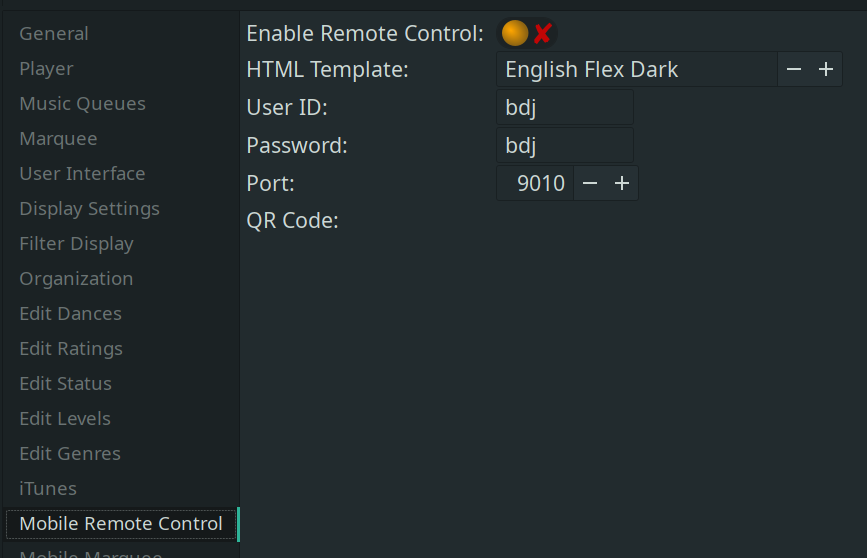 General
Player
Music Queues
Marquee
User Interface
Display Settings
Filter Display
Organization
Edit Dances
Edit Ratings
Edit Status
Edit Levels
Edit Genres
iTunes
Mobile Remote Control
Mobile Marquee
Enable Remote Control:
HTML Template: English Flex Dark
User ID: bdj
Password: bdj
Port: 9010
QR Code: